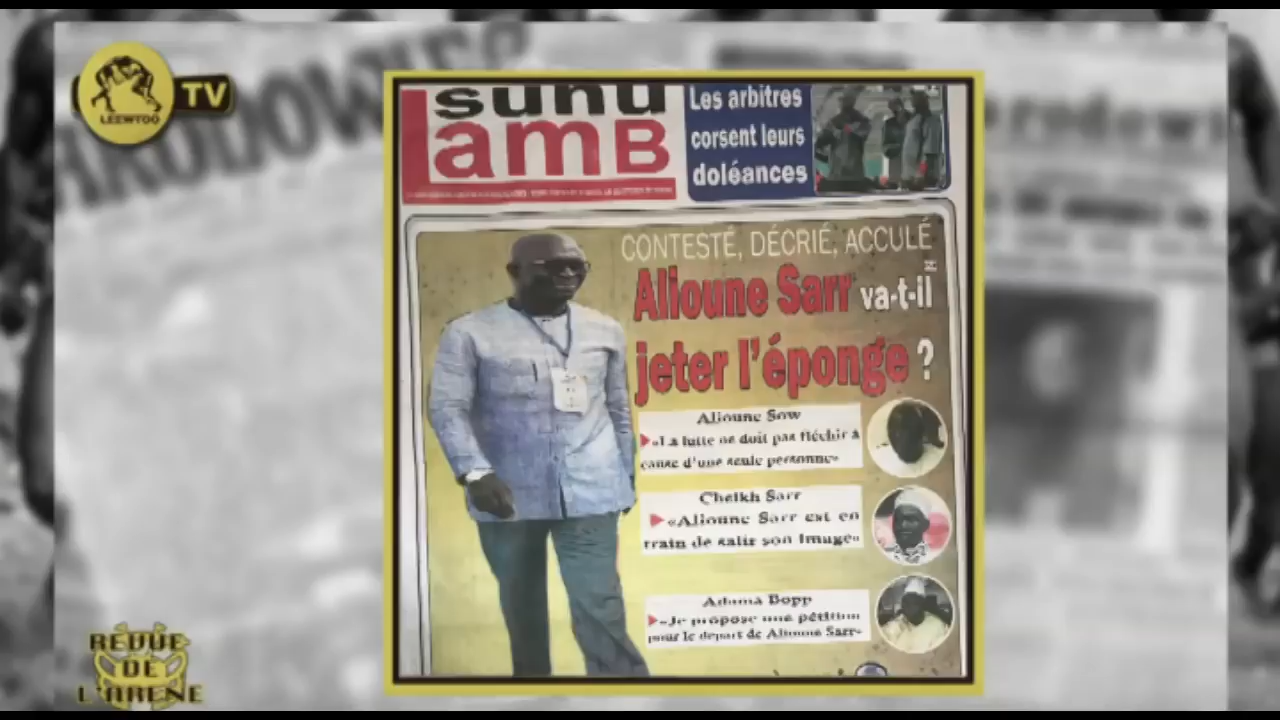 LEEWTOO
TV
sunu
Lamb
Les arbitres
corsent leurs
doléances
CONTESTÉ, DÉCRIÉ, ACCULÉ
Alioune Sarr va-t-il
jeter l'éponge ?
Alioune Sow
«La lutte ne doit pas fléchir à
cause d'une seule personne»
Cheikh Sarr
«Alioune Sarr est en
train de salir son image»
Adama Bopp
«Je propose une pétition
pour le départ de Alioune Sarr»
REVUE
DE
L'ARENE